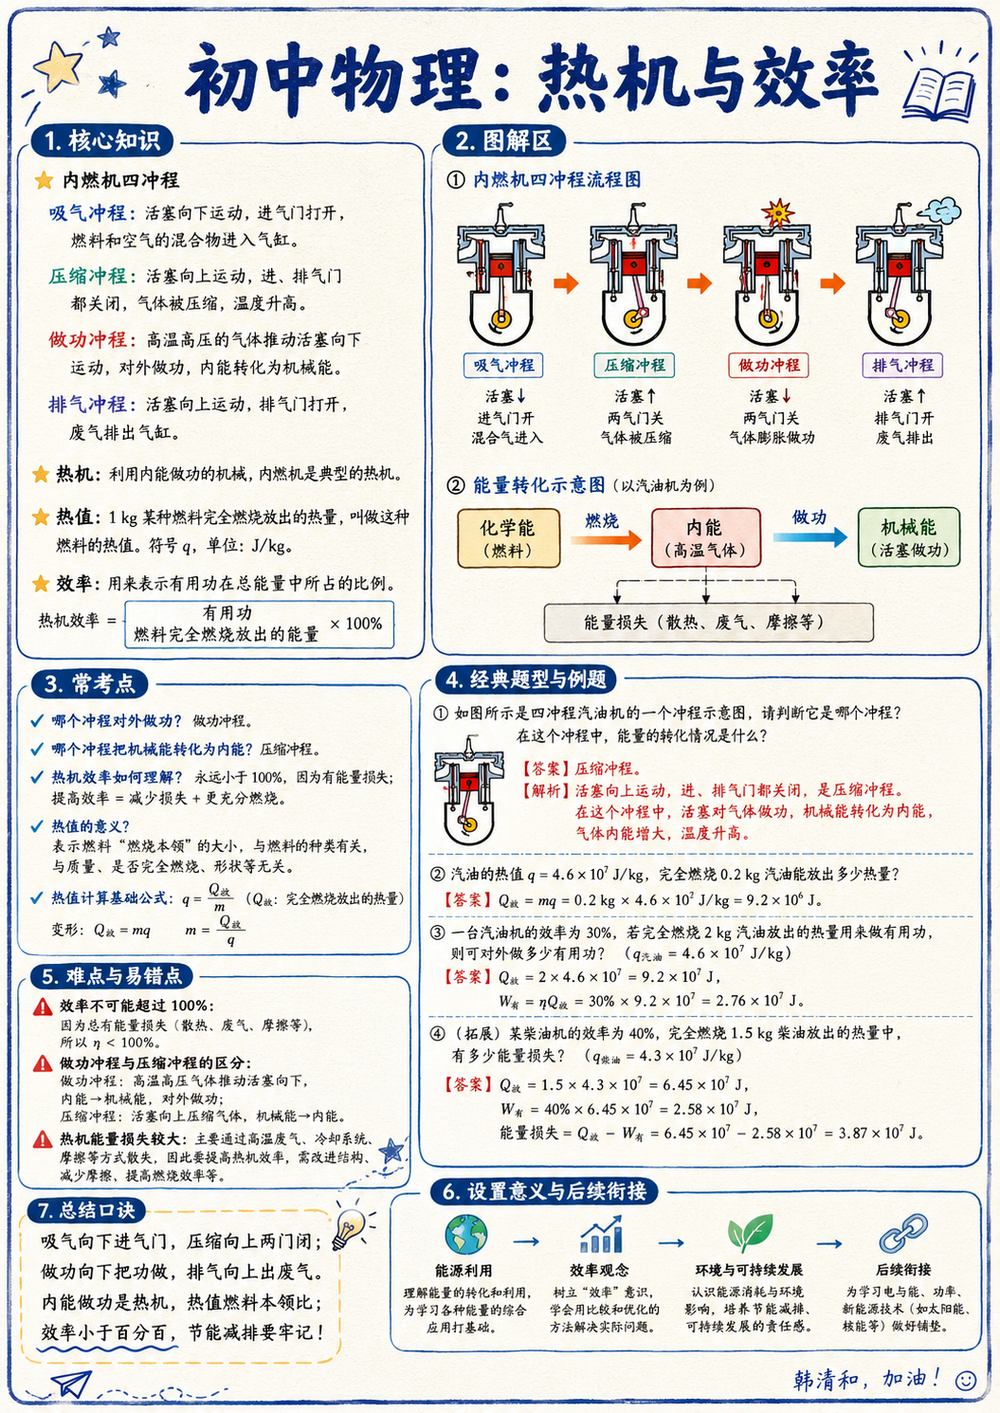 初中物理：热机与效率
1. 核心知识
内燃机四冲程
吸气冲程：活塞向下运动，进气门打开，
燃料和空气的混合物进入气缸。
压缩冲程：活塞向上运动，进、排气门
都关闭，气体被压缩，温度升高。
做功冲程：高温高压的气体推动活塞向下
运动，对外做功，内能转化为机械能。
排气冲程：活塞向上运动，排气门打开，
废气排出气缸。
热机：利用内能做功的机械，内燃机是典型的热机。
热值：1 kg 某种燃料完全燃烧放出的热量，叫做这种
燃料的热值。符号 q，单位：J/kg。
效率：用来表示有用功在总能量中所占的比例。
热机效率 = 有用功 / 燃料完全燃烧放出的能量 × 100%
2. 图解区
① 内燃机四冲程流程图
吸气冲程 压缩冲程 做功冲程 排气冲程
活塞↓ 活塞↑ 活塞↓ 活塞↑
进气门开 两气门关 两气门关 排气门开
混合气进入 气体被压缩 气体膨胀做功 废气排出
② 能量转化示意图（以汽油机为例）
化学能 燃烧 内能 做功 机械能
（燃料） （高温气体） （活塞做功）
能量损失（散热、废气、摩擦等）
3. 常考点
✓ 哪个冲程对外做功？ 做功冲程。
✓ 哪个冲程把机械能转化为内能？ 压缩冲程。
✓ 热机效率如何理解？ 永远小于 100%，因为有能量损失；
提高效率 = 减少损失 + 更充分燃烧。
✓ 热值的意义？
表示燃料“燃烧本领”的大小，与燃料的种类有关，
与质量、是否完全燃烧、形状等无关。
✓ 热值计算基础公式：q = Q放/m （Q放：完全燃烧放出的热量）
变形：Q放 = mq m = Q放/q
4. 经典题型与例题
① 如图所示是四冲程汽油机的一个冲程示意图，请判断它是哪个冲程？
在这个冲程中，能量的转化情况是什么？
【答案】压缩冲程。
【解析】活塞向上运动，进、排气门都关闭，是压缩冲程。
在这个冲程中，活塞对气体做功，机械能转化为内能，
气体内能增大，温度升高。
② 汽油的热值 q = 4.6×10⁷ J/kg，完全燃烧 0.2 kg 汽油能放出多少热量？
【答案】Q放 = mq = 0.2 kg × 4.6×10² J/kg = 9.2×10⁶ J。
③ 一台汽油机的效率为 30%，若完全燃烧 2 kg 汽油放出的热量用来做有用功，
则可对外做多少有用功？ （q汽油 = 4.6×10⁷ J/kg）
【答案】Q放 = 2×4.6×10⁷ = 9.2×10⁷ J，
W有 = ηQ放 = 30% × 9.2×10⁷ = 2.76×10⁷ J。
④ （拓展）某柴油机的效率为 40%，完全燃烧 1.5 kg 柴油放出的热量中，
有多少能量损失？ （q柴油 = 4.3×10⁷ J/kg）
【答案】Q放 = 1.5×4.3×10⁷ = 6.45×10⁷ J，
W有 = 40% × 6.45×10⁷ = 2.58×10⁷ J，
能量损失 = Q放 − W有 = 6.45×10⁷ − 2.58×10⁷ = 3.87×10⁷ J。
5. 难点与易错点
效率不可能超过 100%：
因为总有能量损失（散热、废气、摩擦等），
所以 η < 100%。
做功冲程与压缩冲程的区分：
做功冲程：高温高压气体推动活塞向下，
内能→机械能，对外做功；
压缩冲程：活塞向上压缩气体，机械能→内能。
热机能量损失较大：主要通过高温废气、冷却系统、
摩擦等方式散失，因此要提高热机效率，需改进结构、
减少摩擦、提高燃烧效率等。
6. 设置意义与后续衔接
能源利用 效率观念 环境与可持续发展 后续衔接
理解能量的转化和利用， 树立“效率”意识， 认识能源消耗与环境 为学习电与能、功率、
为学习各种能量的综合 学会用比较和优化的 影响，培养节能减排、 新能源技术（如太阳能、
应用打基础。 方法解决实际问题。 可持续发展的责任感。 核能等）做好铺垫。
7. 总结口诀
吸气向下进气门，压缩向上两门闭；
做功向下把功做，排气向上出废气。
内能做功是热机，热值燃料本领比；
效率小于百分百，节能减排要牢记！
韩清和，加油！